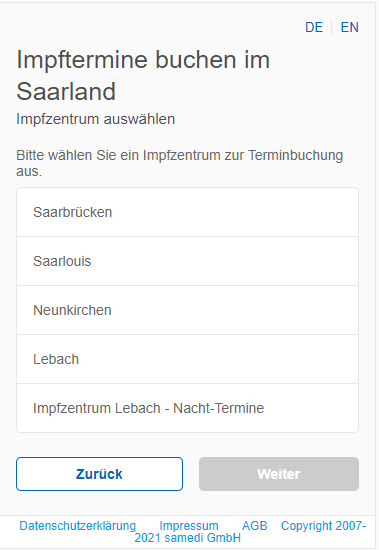 DE EN
Impftermine buchen im
Saarland
Impfzentrum auswählen
Bitte wählen Sie ein Impfzentrum zur Terminbuchung
aus.
Saarbrücken
Saarlouis
Neunkirchen
Lebach
Impfzentrum Lebach - Nacht-Termine
Zurück Weiter
Datenschutzerklärung Impressum AGB Copyright 2007-
2021 samedi GmbH